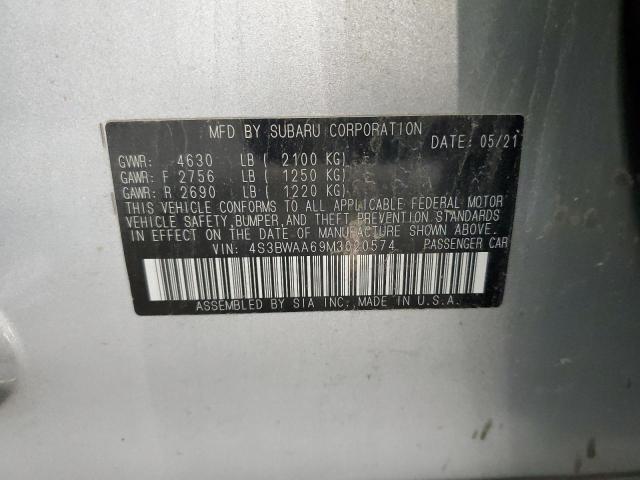 MFD BY SUBARU CORPORATION
DATE: 05/21
GVWR: 4630 LB ( 2100 KG)
GAWR: F 2756 LB ( 1250 KG)
GAWR: R 2690 LB ( 1220 KG)
THIS VEHICLE CONFORMS TO ALL APPLICABLE FEDERAL MOTOR
VEHICLE SAFETY, BUMPER, AND THEFT PREVENTION STANDARDS
IN EFFECT ON THE DATE OF MANUFACTURE SHOWN ABOVE.
VIN: 4S3BWAA69M3020574 PASSENGER CAR
ASSEMBLED BY SIA INC. MADE IN U.S.A.